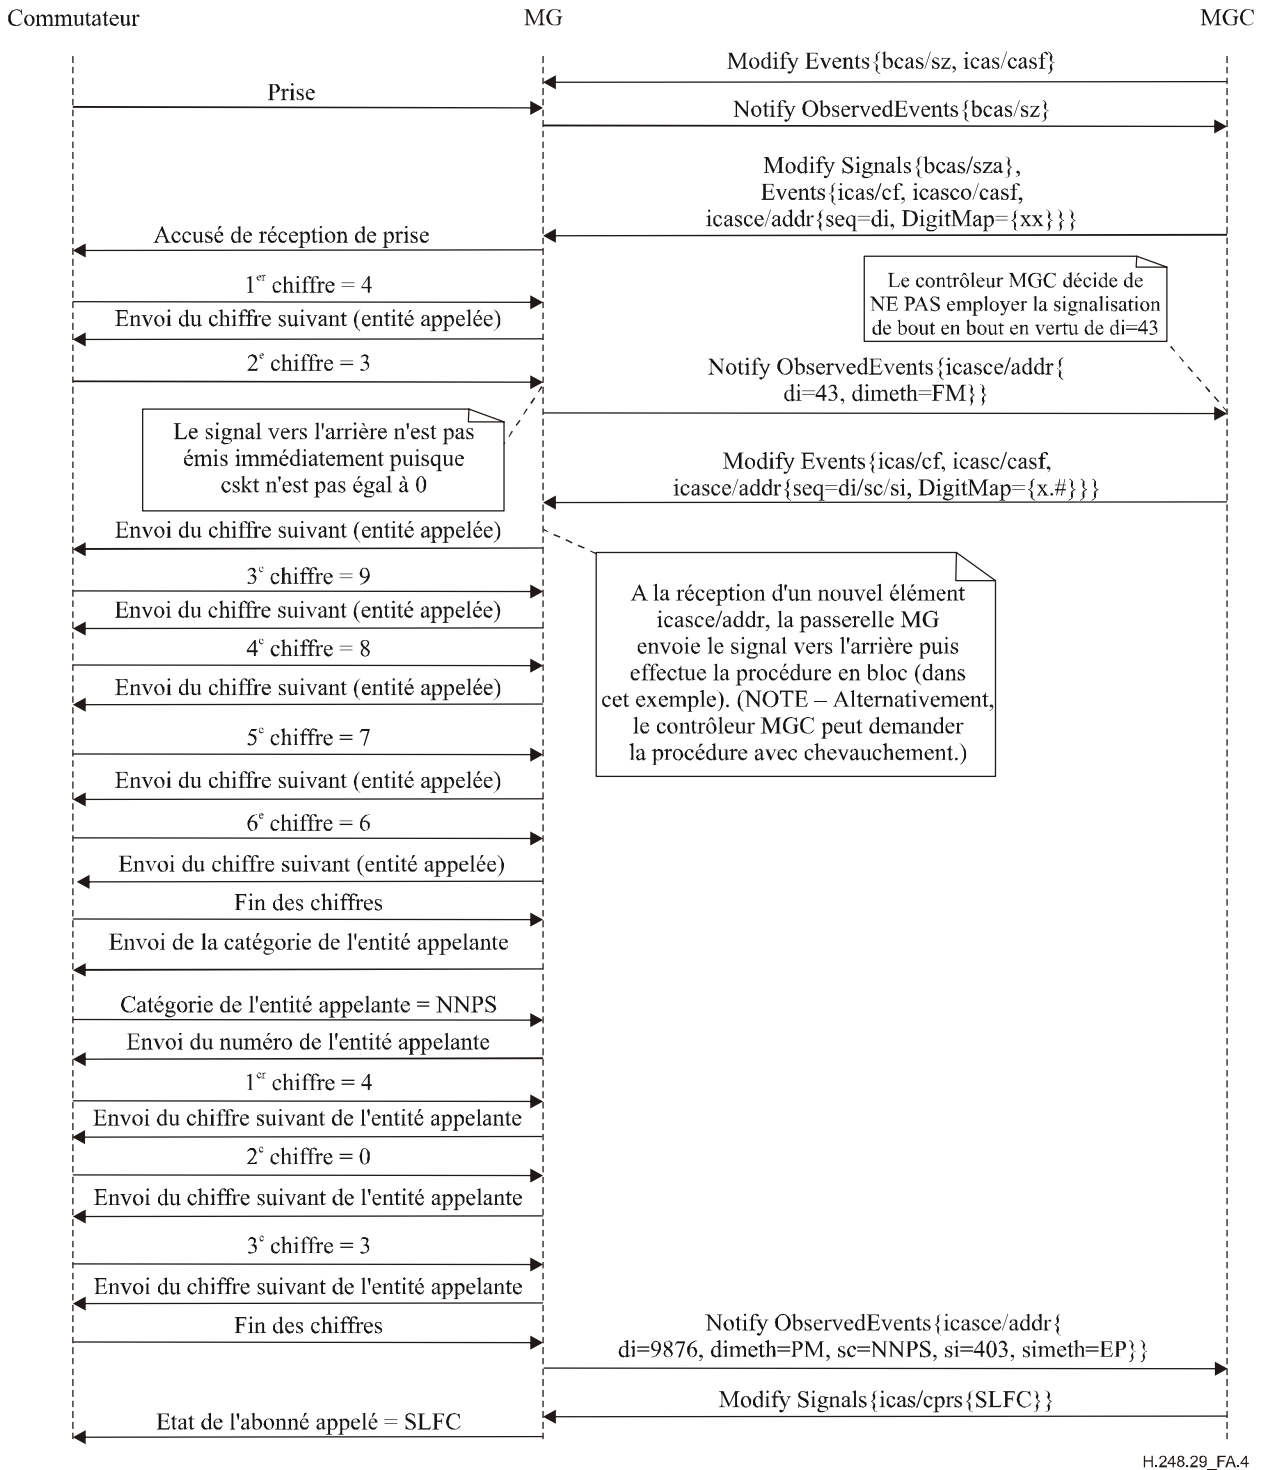 Commutateur
MG
MGC
Modify Events{bcas/sz, icas/casf}
Prise
Notify ObservedEvents{bcas/sz}
Modify Signals{bcas/sza},
Events{icas/cf, icasco/casf,
icasce/addr{seq=di, DigitMap={xx}}}
Accusé de réception de prise
1er chiffre = 4
Le contrôleur MGC décide de
NE PAS employer la signalisation
de bout en bout en vertu de di=43
Envoi du chiffre suivant (entité appelée)
2e chiffre = 3
Notify ObservedEvents{icasce/addr{
di=43, dimeth=FM}}
Le signal vers l'arrière n'est pas
émis immédiatement puisque
cskt n'est pas égal à 0
Modify Events{icas/cf, icasc/casf,
icasce/addr{seq=di/sc/si, DigitMap={x.#}}}
Envoi du chiffre suivant (entité appelée)
3e chiffre = 9
A la réception d'un nouvel élément
icasce/addr, la passerelle MG
envoie le signal vers l'arrière puis
effectue la procédure en bloc (dans
cet exemple). (NOTE – Alternativement,
le contrôleur MGC peut demander
la procédure avec chevauchement.)
Envoi du chiffre suivant (entité appelée)
4e chiffre = 8
Envoi du chiffre suivant (entité appelée)
5e chiffre = 7
Envoi du chiffre suivant (entité appelée)
6e chiffre = 6
Envoi du chiffre suivant (entité appelée)
Fin des chiffres
Envoi de la catégorie de l'entité appelante
Catégorie de l'entité appelante = NNPS
Envoi du numéro de l'entité appelante
1er chiffre = 4
Envoi du chiffre suivant de l'entité appelante
2e chiffre = 0
Envoi du chiffre suivant de l'entité appelante
3e chiffre = 3
Envoi du chiffre suivant de l'entité appelante
Fin des chiffres
Notify ObservedEvents{icasce/addr{
di=9876, dimeth=PM, sc=NNPS, si=403, simeth=EP}}
Modify Signals{icas/cprs{SLFC}}
Etat de l'abonné appelé = SLFC
H.248.29_FA.4